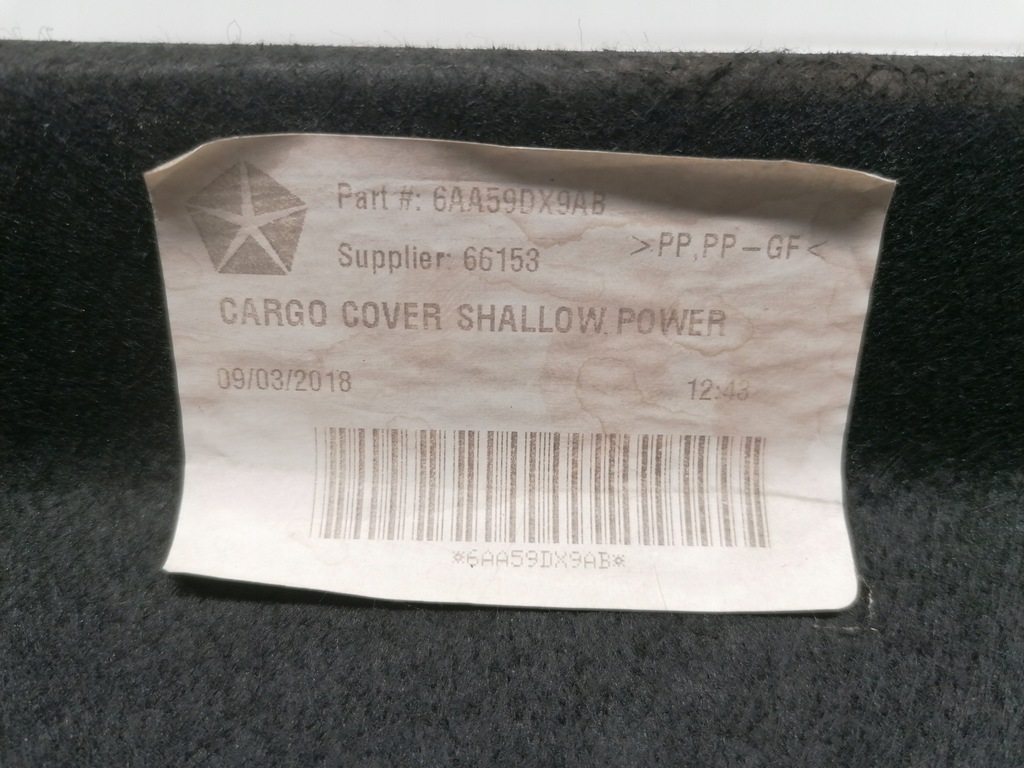 Part #: 6AA59DX9AB
Supplier: 66153
>PP,PP-GF<
CARGO COVER SHALLOW POWER
09/03/2018
12:43
*6AA59DX9AB*